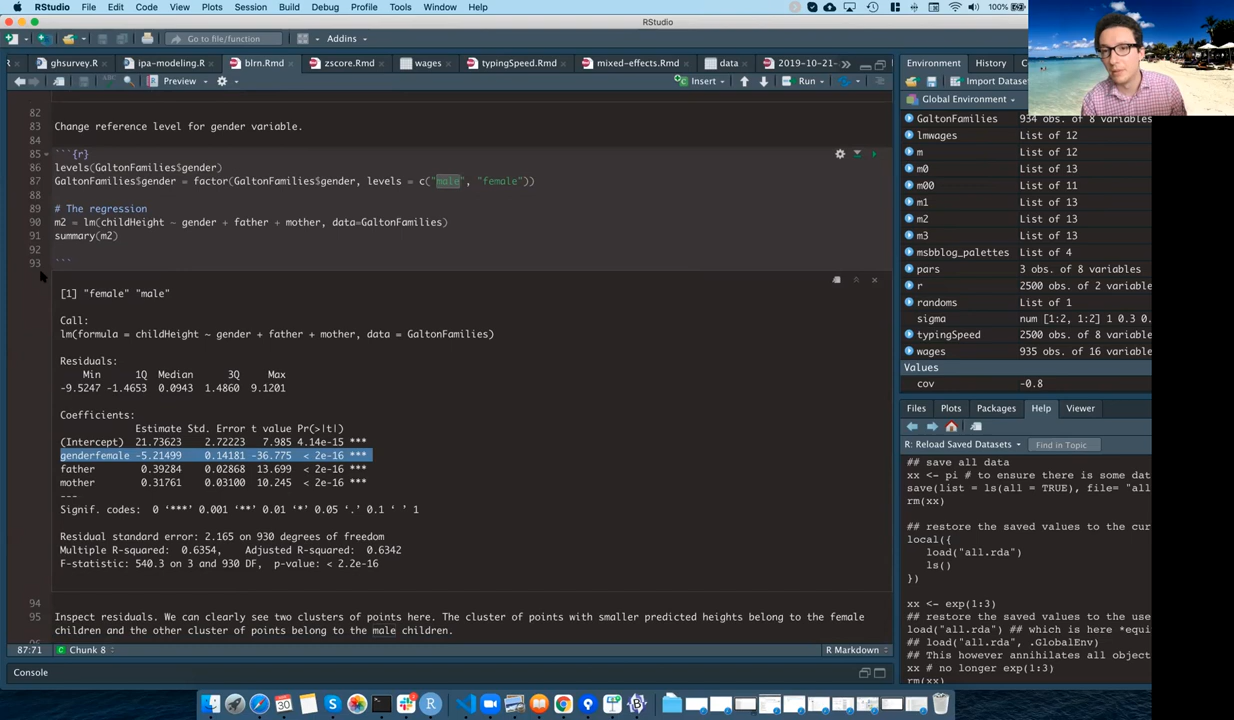 RStudio File Edit Code View Plots Session Build Debug Profile Tools Window Help 100%
RStudio
Go to file/function Addins
ghsurvey.R ipa-modeling.R blrn.Rmd zscore.Rmd wages typingSpeed.Rmd mixed-effects.Rmd data 2019-10-21-
Preview Insert Run
82
83 Change reference level for gender variable.
84
85 ```{r}
86 levels(GaltonFamilies$gender)
87 GaltonFamilies$gender = factor(GaltonFamilies$gender, levels = c("male", "female"))
88
89 # The regression
90 m2 = lm(childHeight ~ gender + father + mother, data=GaltonFamilies)
91 summary(m2)
92
93 ```
[1] "female" "male"
Call:
lm(formula = childHeight ~ gender + father + mother, data = GaltonFamilies)
Residuals:
Min 1Q Median 3Q Max
-9.5247 -1.4653 0.0943 1.4860 9.1201
Coefficients:
Estimate Std. Error t value Pr(>|t|)
(Intercept) 21.73623 2.72223 7.985 4.14e-15 ***
genderfemale -5.21499 0.14181 -36.775 < 2e-16 ***
father 0.39284 0.02868 13.699 < 2e-16 ***
mother 0.31761 0.03100 10.245 < 2e-16 ***
---
Signif. codes: 0 ‘***’ 0.001 ‘**’ 0.01 ‘*’ 0.05 ‘.’ 0.1 ‘ ’ 1
Residual standard error: 2.165 on 930 degrees of freedom
Multiple R-squared: 0.6354, Adjusted R-squared: 0.6342
F-statistic: 540.3 on 3 and 930 DF, p-value: < 2.2e-16
94
95 Inspect residuals. We can clearly see two clusters of points here. The cluster of points with smaller predicted heights belong to the female
children and the other cluster of points belong to the male children.
87:71 Chunk 8 R Markdown
Console
Environment History
Import Datase
Global Environment
GaltonFamilies 934 obs. of 8 variables
lmwages List of 12
m List of 12
m0 List of 12
m00 List of 11
m1 List of 13
m2 List of 13
m3 List of 13
msbblog_palettes List of 4
pars 3 obs. of 8 variables
r 2500 obs. of 2 variab
randoms List of 1
sigma num [1:2, 1:2] 1 0.3 0.
typingSpeed 2500 obs. of 8 variab
wages 935 obs. of 16 variabl
Values
cov -0.8
Files Plots Packages Help Viewer
R: Reload Saved Datasets Find in Topic
## save all data
xx <- pi # to ensure there is some dat
save(list = ls(all = TRUE), file= "al
rm(xx)
## restore the saved values to the cur
local({
load("all.rda")
ls()
})
xx <- exp(1:3)
## restore the saved values to the use
load("all.rda") ## which is here *equi
## load("all.rda", .GlobalEnv)
## This however annihilates all object
xx # no longer exp(1:3)
rm(xx)
30